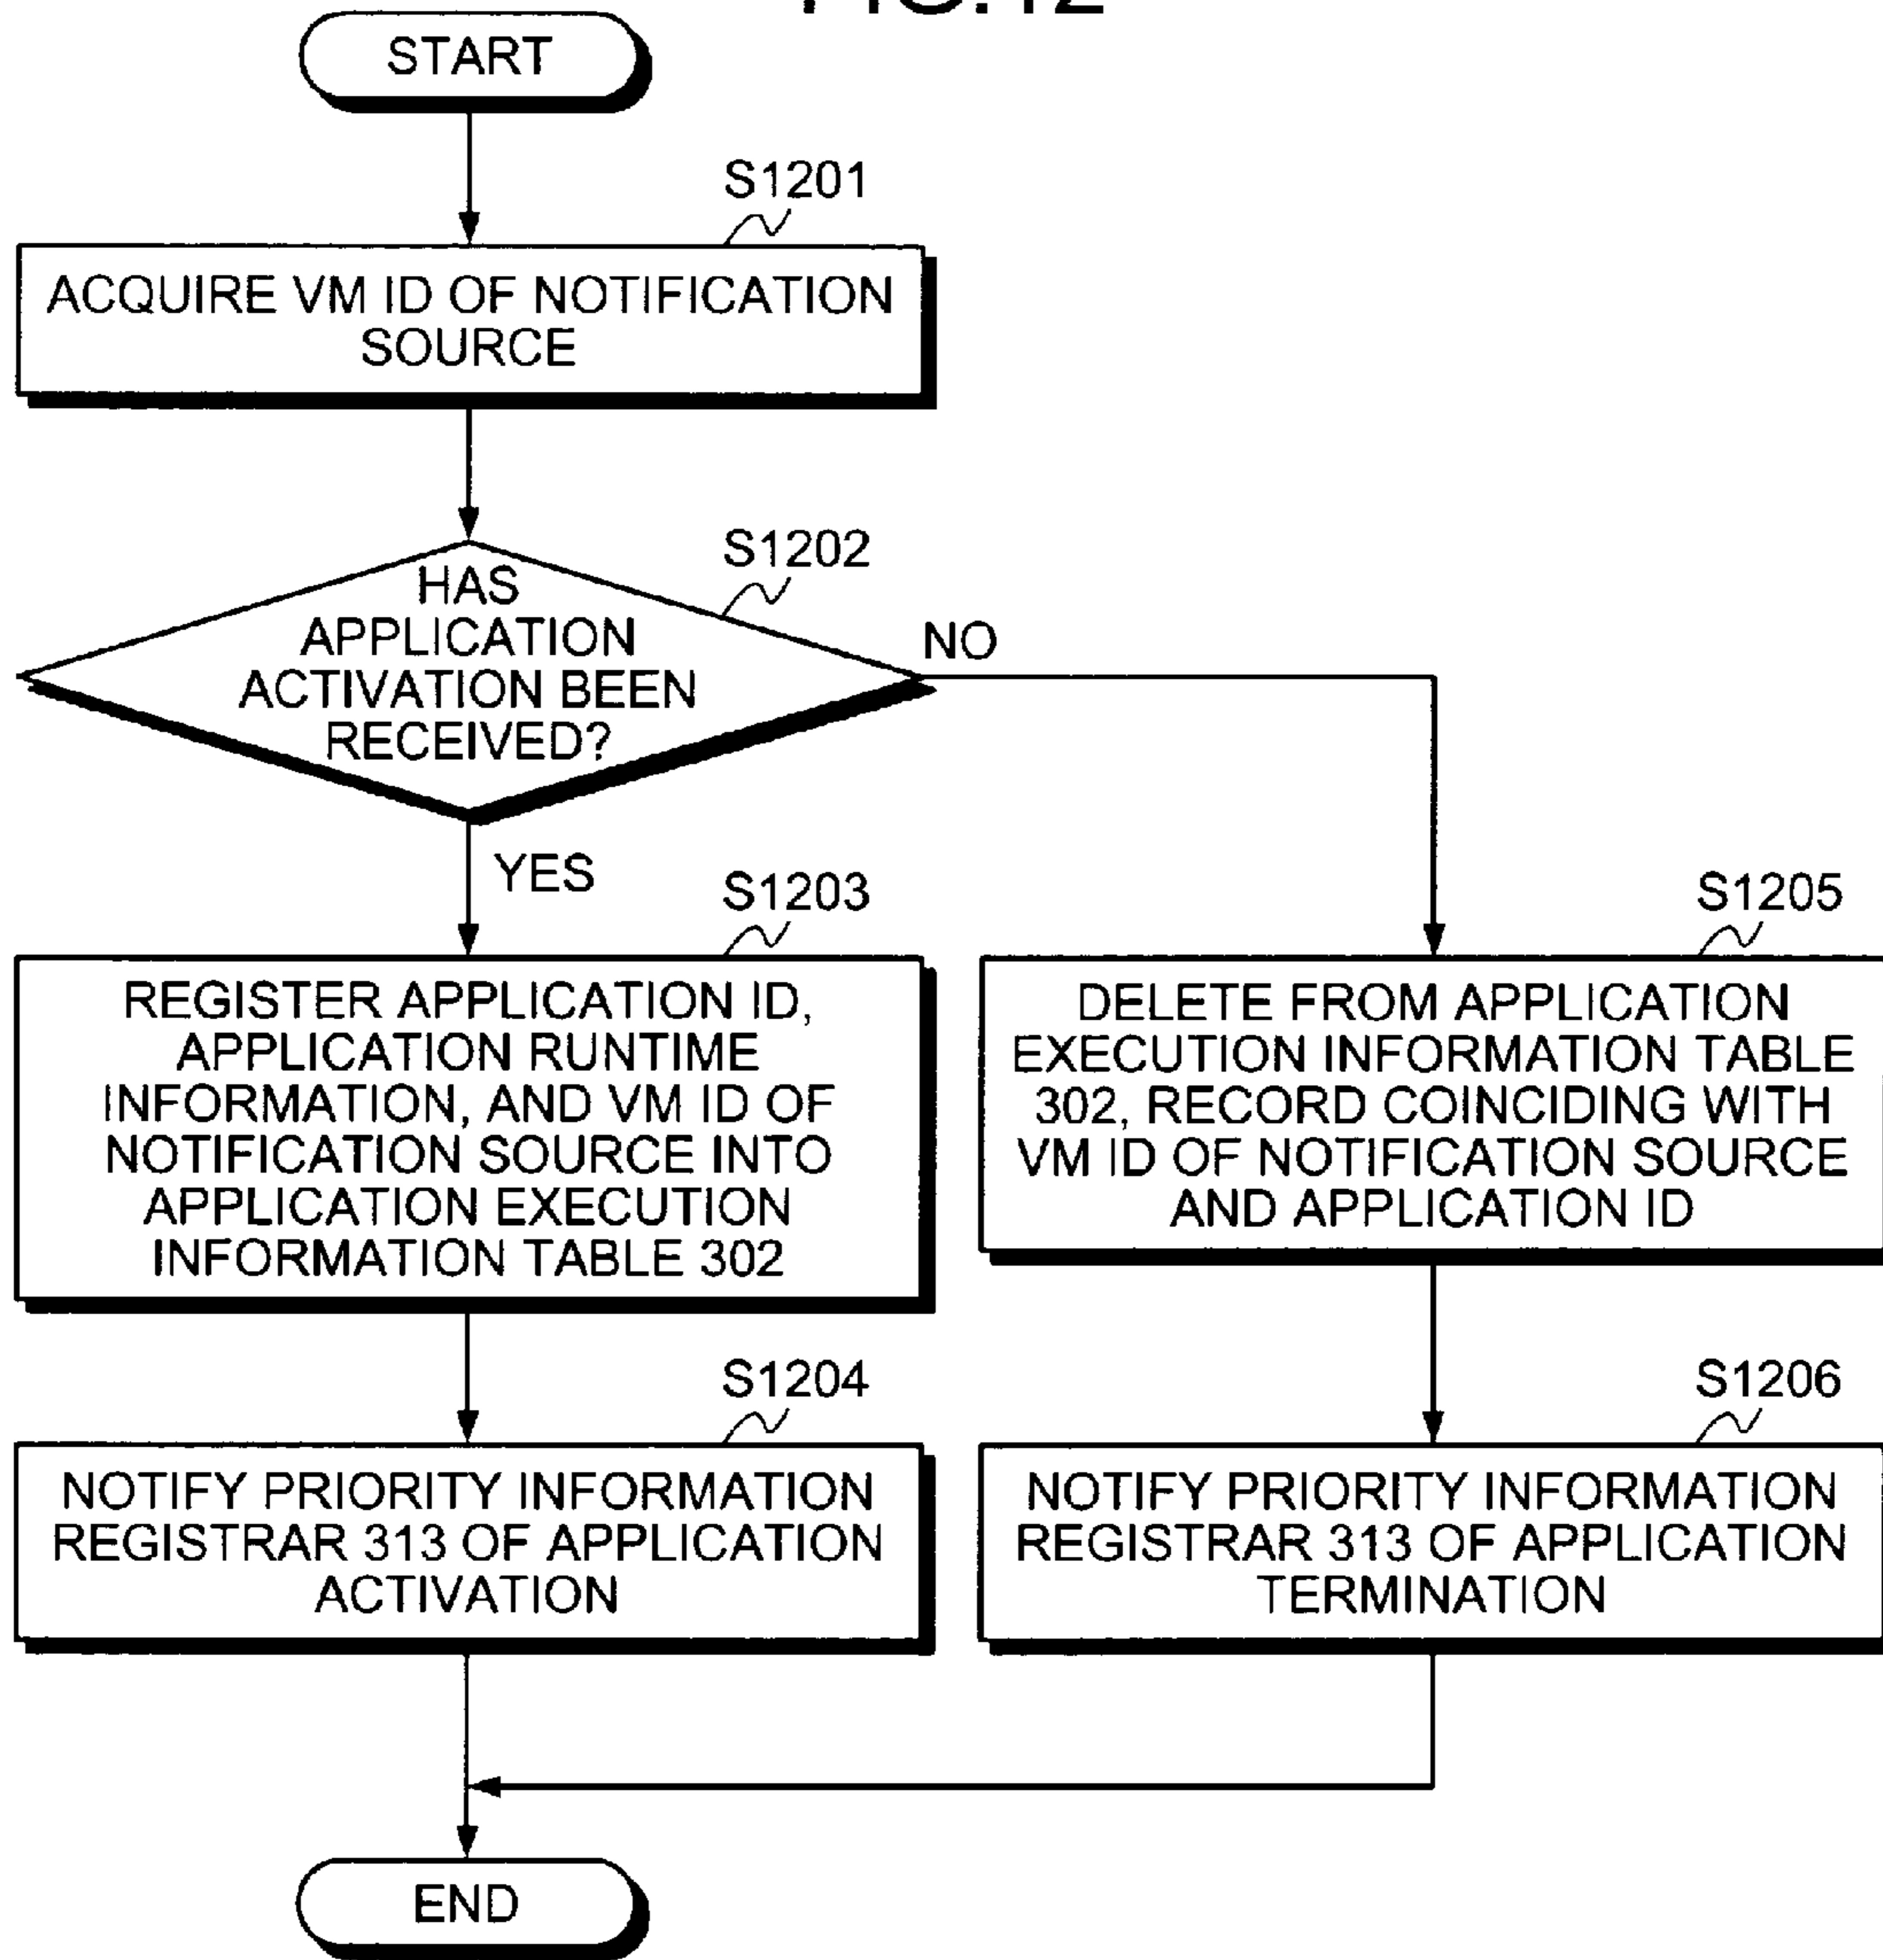 FIG.12
START
S1201
ACQUIRE VM ID OF NOTIFICATION
SOURCE
S1202
HAS
APPLICATION
ACTIVATION BEEN
RECEIVED?
NO
YES
S1203
REGISTER APPLICATION ID,
APPLICATION RUNTIME
INFORMATION, AND VM ID OF
NOTIFICATION SOURCE INTO
APPLICATION EXECUTION
INFORMATION TABLE 302
S1205
DELETE FROM APPLICATION
EXECUTION INFORMATION TABLE
302, RECORD COINCIDING WITH
VM ID OF NOTIFICATION SOURCE
AND APPLICATION ID
S1204
NOTIFY PRIORITY INFORMATION
REGISTRAR 313 OF APPLICATION
ACTIVATION
S1206
NOTIFY PRIORITY INFORMATION
REGISTRAR 313 OF APPLICATION
TERMINATION
END